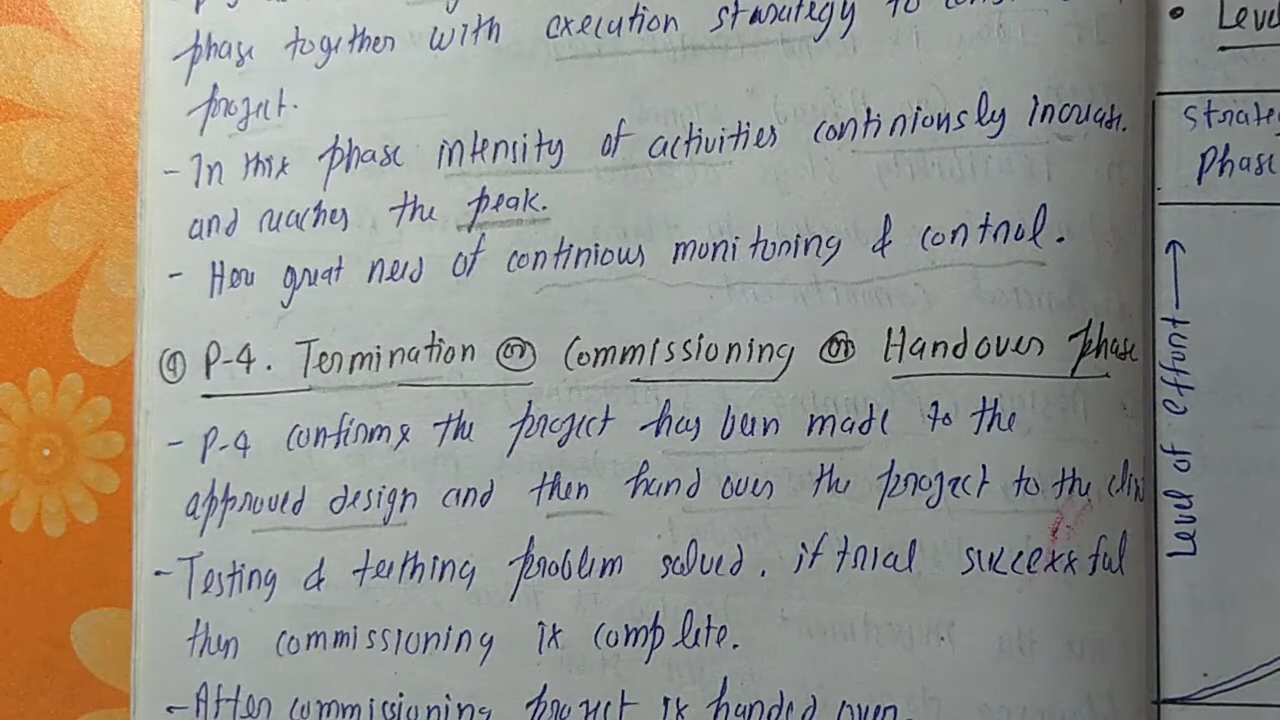 phase together with execution strategy to
project.
- In this phase intensity of activities continiously increase.
and reaches the peak.
- Here great need of continious monitoring & control.
④ P-4. Termination or Commissioning or Handover phase
- P-4 confirms the project has been made to the
approved design and then hand over the project to the
- Testing & teething problem solved. if trial successful
then commissioning is complete.
- After commissioning project is handed over.
• Level
Strate
Phase
Level of effort →